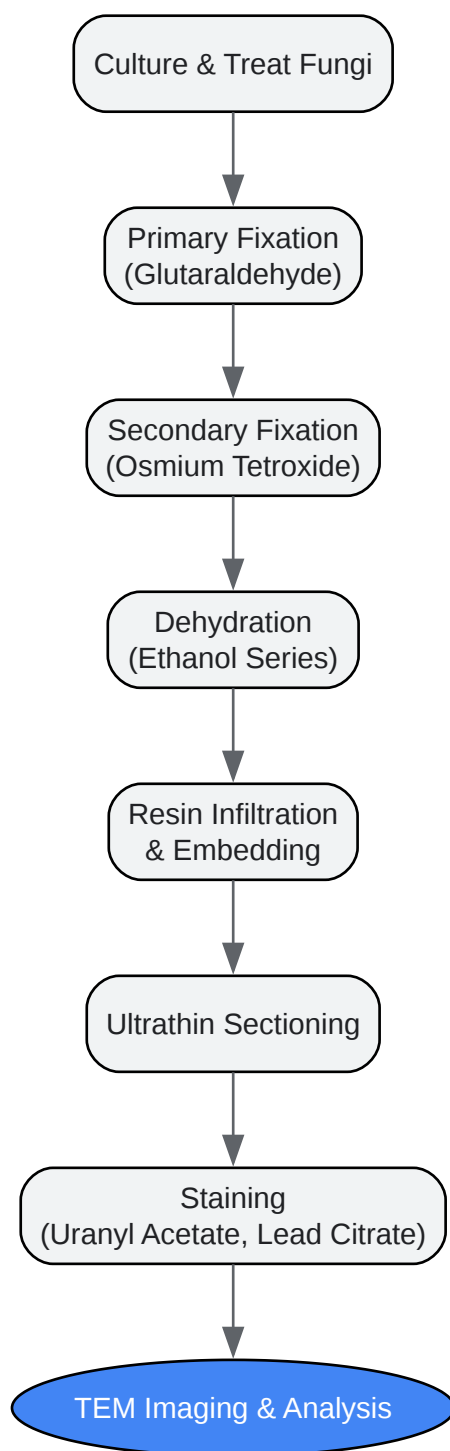 Culture & Treat Fungi
Primary Fixation
(Glutaraldehyde)
Secondary Fixation
(Osmium Tetroxide)
Dehydration
(Ethanol Series)
Resin Infiltration
& Embedding
Ultrathin Sectioning
Staining
(Uranyl Acetate, Lead Citrate)
TEM Imaging & Analysis